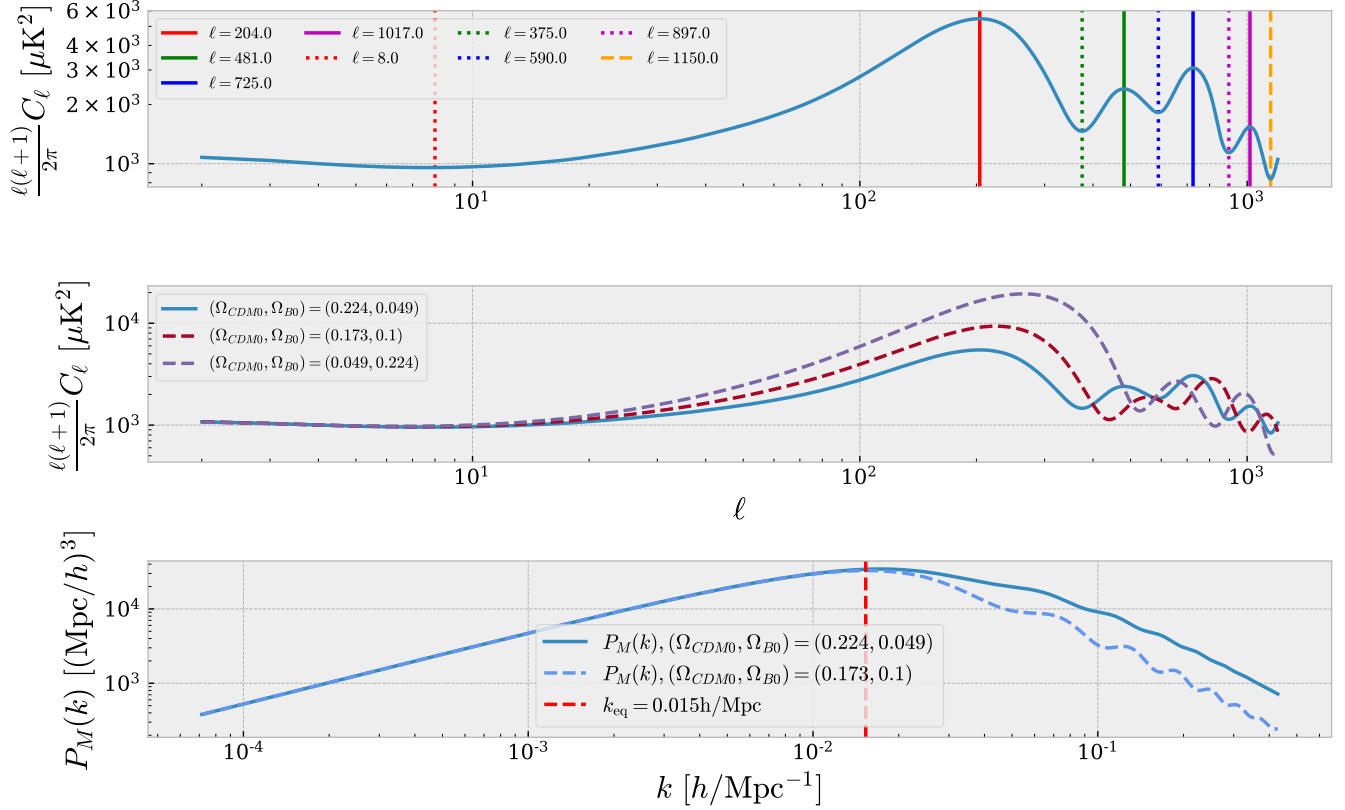 6 × 10³
3 × 10³
2 × 10³
10³
ℓ(ℓ + 1)/2π C_ℓ [μK²]
ℓ = 204.0
ℓ = 481.0
ℓ = 725.0
ℓ = 1017.0
ℓ = 8.0
ℓ = 375.0
ℓ = 590.0
ℓ = 897.0
ℓ = 1150.0
10¹ 10² 10³
10⁴
10³
ℓ(ℓ + 1)/2π C_ℓ [μK²]
(Ω_CDM0, Ω_B0) = (0.224, 0.049)
(Ω_CDM0, Ω_B0) = (0.173, 0.1)
(Ω_CDM0, Ω_B0) = (0.049, 0.224)
10¹ 10² 10³
ℓ
10⁴
10³
P_M(k) [(Mpc/h)³]
P_M(k), (Ω_CDM0, Ω_B0) = (0.224, 0.049)
P_M(k), (Ω_CDM0, Ω_B0) = (0.173, 0.1)
k_eq = 0.015h/Mpc
10⁻⁴ 10⁻³ 10⁻² 10⁻¹
k [h/Mpc⁻¹]